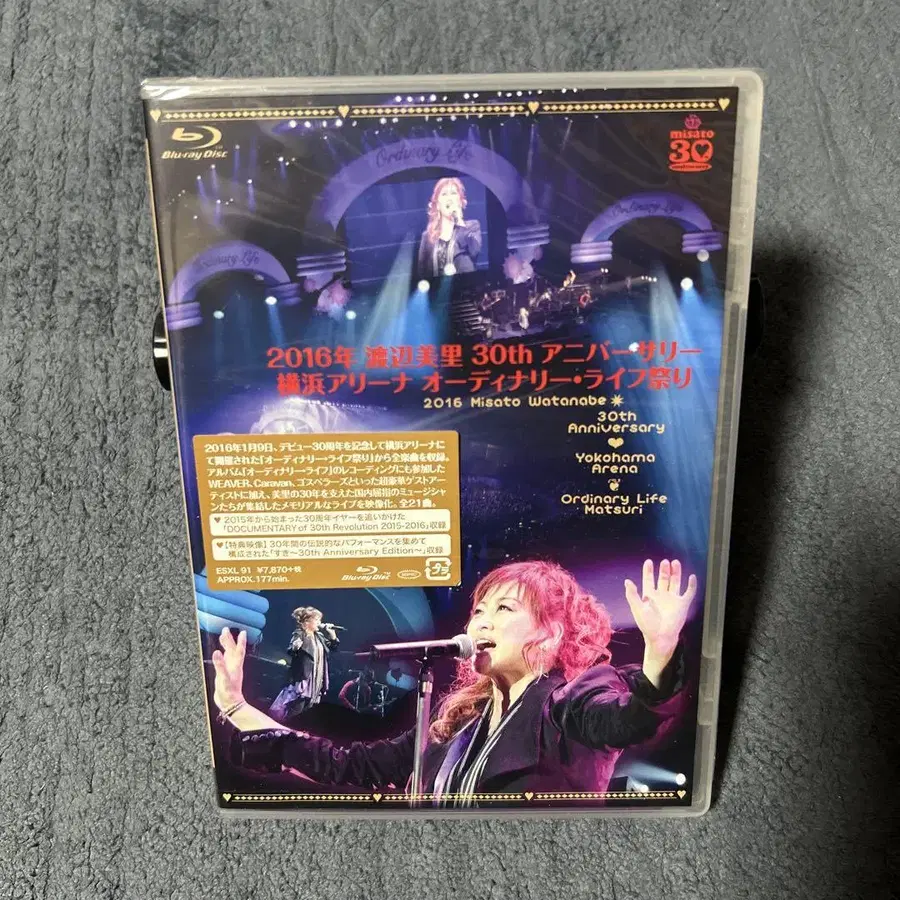 Blu-ray Disc
misato
30
Ordinary Life
Ordinary Life
Ordinary Life
2016年 渡辺美里 30th アニバーサリー
横浜アリーナ オーディナリー・ライフ祭り
2016 Misato Watanabe
30th
Anniversary
Yokohama
Arena
Ordinary Life
Matsuri
2016年1月9日、デビュー30周年を記念して横浜アリーナに
て開催された「オーディナリー・ライフ祭り」から全楽曲を収録。
アルバム「オーディナリー・ライフ」のレコーディングにも参加した
WEAVER、Caravan、ゴスペラーズといった超豪華ゲストアー
ティストに加え、美里の30年を支えた国内屈指のミュージシャ
ンたちが集結したメモリアルなライブを映像化。全21曲。
♥ 2015年から始まった30周年イヤーを追いかけた
「DOCUMENTARY of 30th Revolution 2015-2016」収録
♥【特典映像】30年間の伝説的なパフォーマンスを集めて
構成された「すき〜30th Anniversary Edition〜」収録
ESXL 91 ¥7,870+税
APPROX.177min.
Blu-ray Disc
プラ